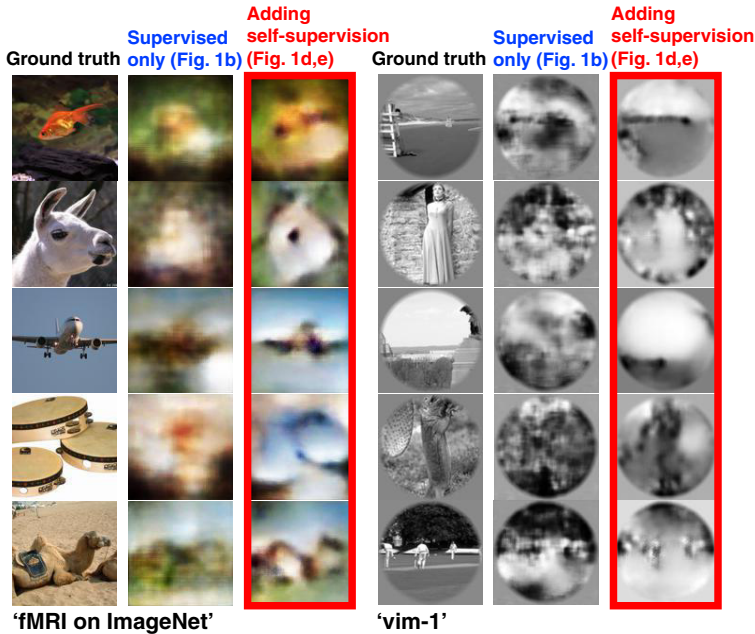 Ground truth
Supervised
only (Fig. 1b)
Adding
self-supervision
(Fig. 1d,e)
Ground truth
Supervised
only (Fig. 1b)
Adding
self-supervision
(Fig. 1d,e)
'fMRI on ImageNet'
'vim-1'